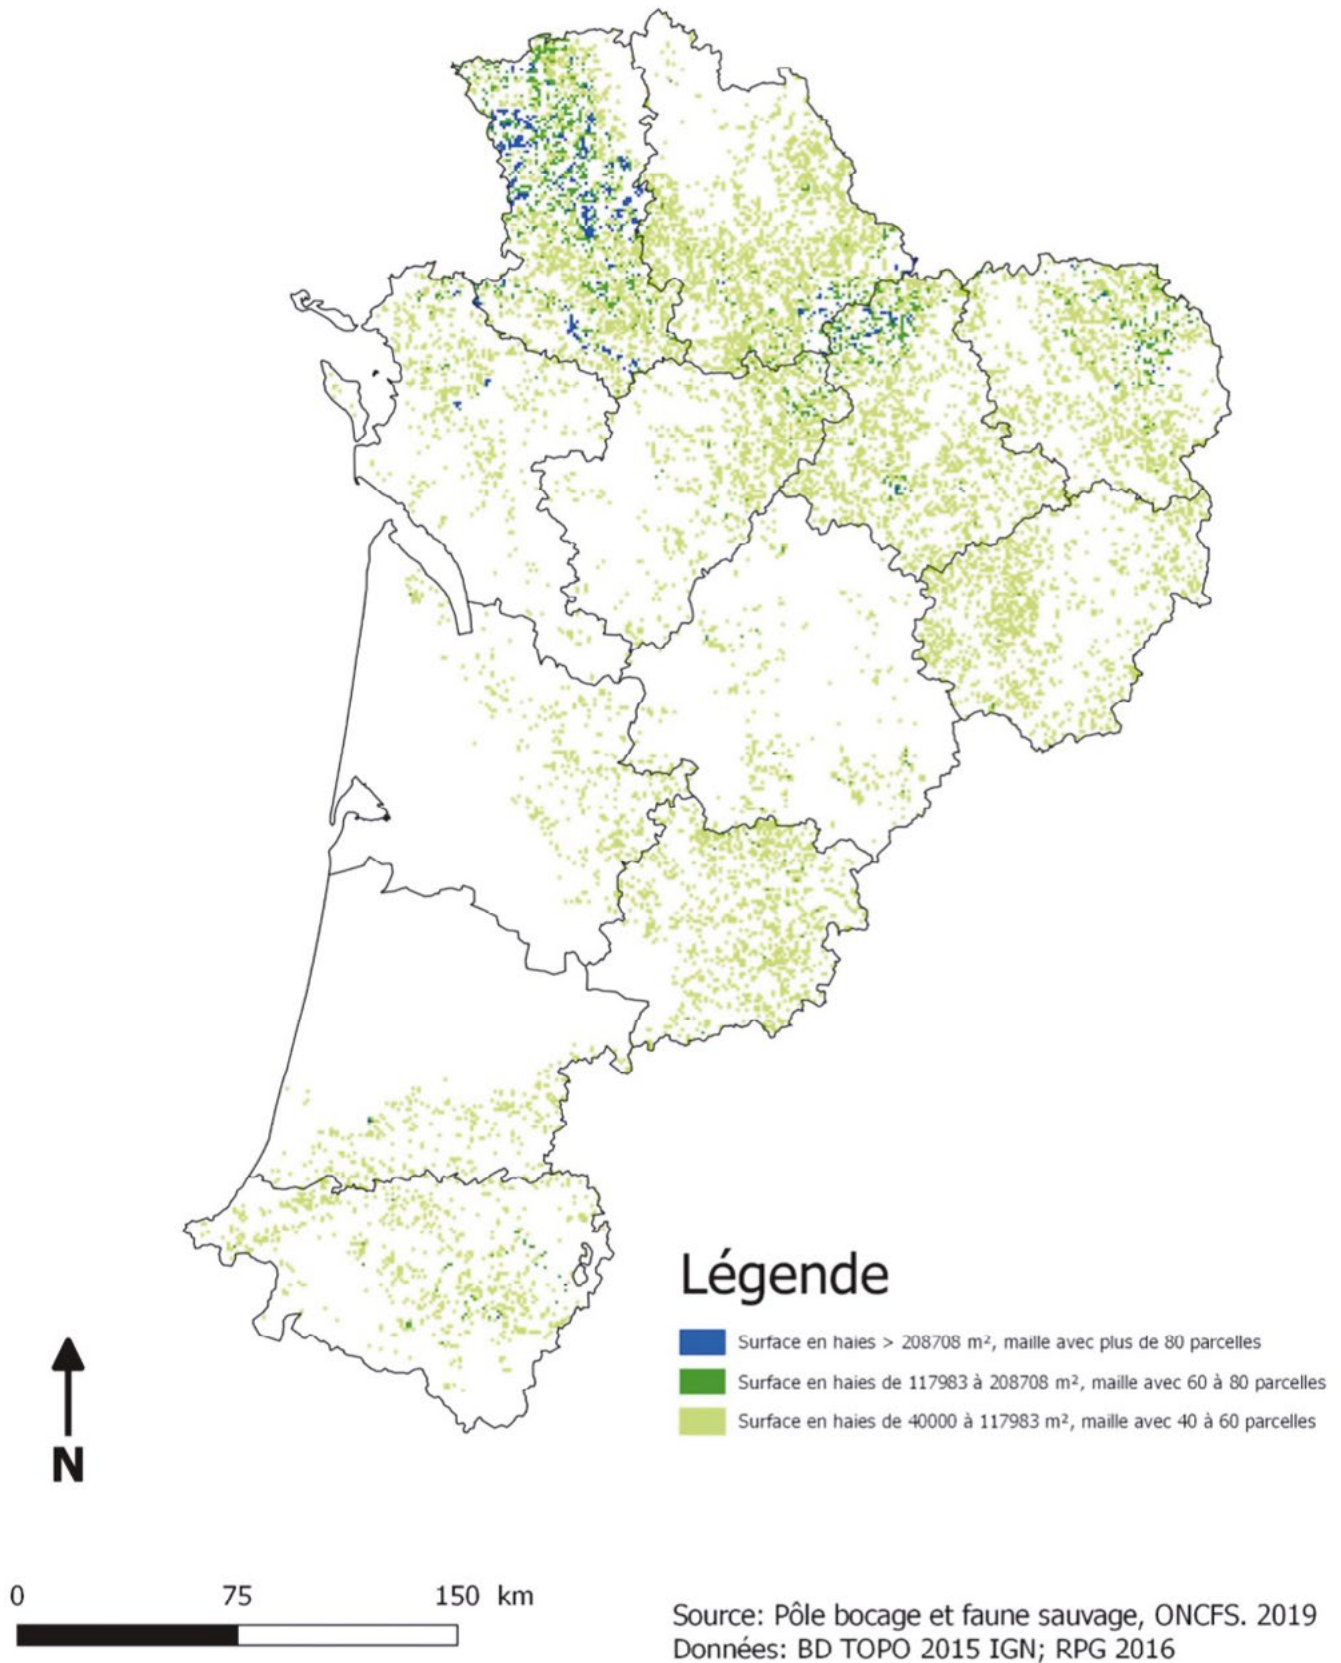 Légende
Surface en haies > 208708 m², maille avec plus de 80 parcelles
Surface en haies de 117983 à 208708 m², maille avec 60 à 80 parcelles
Surface en haies de 40000 à 117983 m², maille avec 40 à 60 parcelles
N
0 75 150 km
Source: Pôle bocage et faune sauvage, ONCFS. 2019
Données: BD TOPO 2015 IGN; RPG 2016